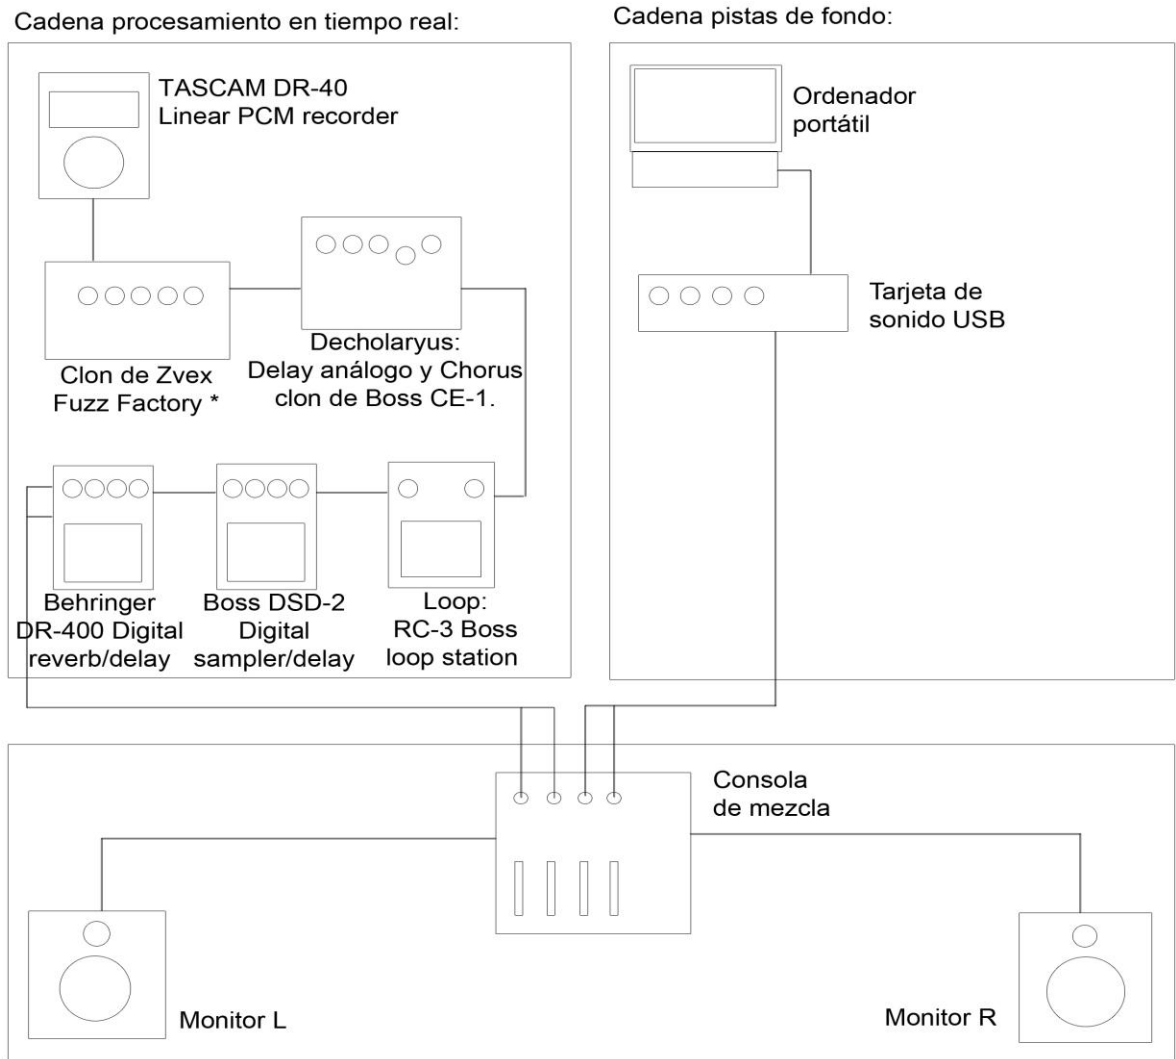 Cadena procesamiento en tiempo real:
Cadena pistas de fondo:
TASCAM DR-40
Linear PCM recorder
Ordenador
portátil
Clon de Zvex
Fuzz Factory *
Decholaryus:
Delay análogo y Chorus
clon de Boss CE-1.
Tarjeta de
sonido USB
Behringer
DR-400 Digital
reverb/delay
Boss DSD-2
Digital
sampler/delay
Loop:
RC-3 Boss
loop station
Consola
de mezcla
Monitor L
Monitor R